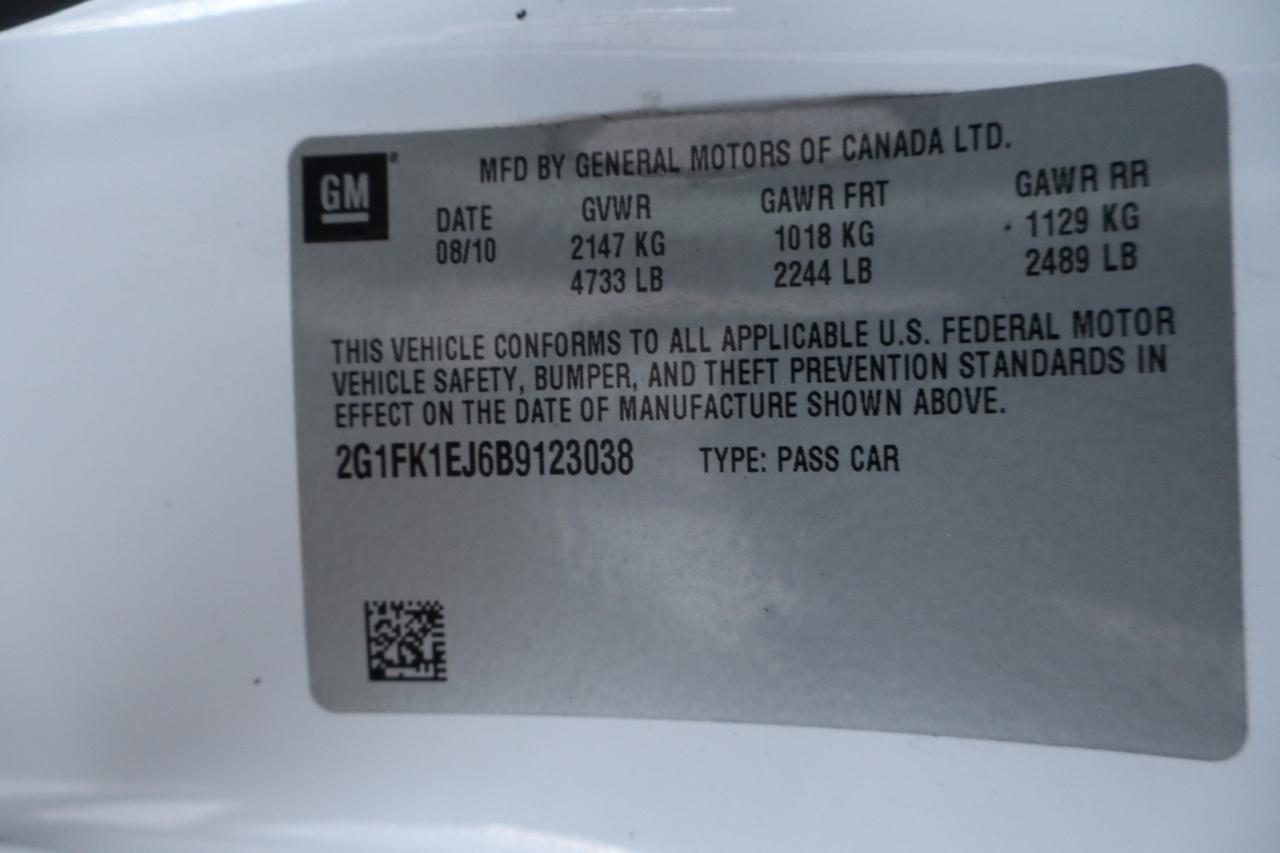 GM
MFD BY GENERAL MOTORS OF CANADA LTD.
DATE GVWR GAWR FRT GAWR RR
08/10 2147 KG 1018 KG 1129 KG
4733 LB 2244 LB 2489 LB
THIS VEHICLE CONFORMS TO ALL APPLICABLE U.S. FEDERAL MOTOR
VEHICLE SAFETY, BUMPER, AND THEFT PREVENTION STANDARDS IN
EFFECT ON THE DATE OF MANUFACTURE SHOWN ABOVE.
2G1FK1EJ6B9123038 TYPE: PASS CAR